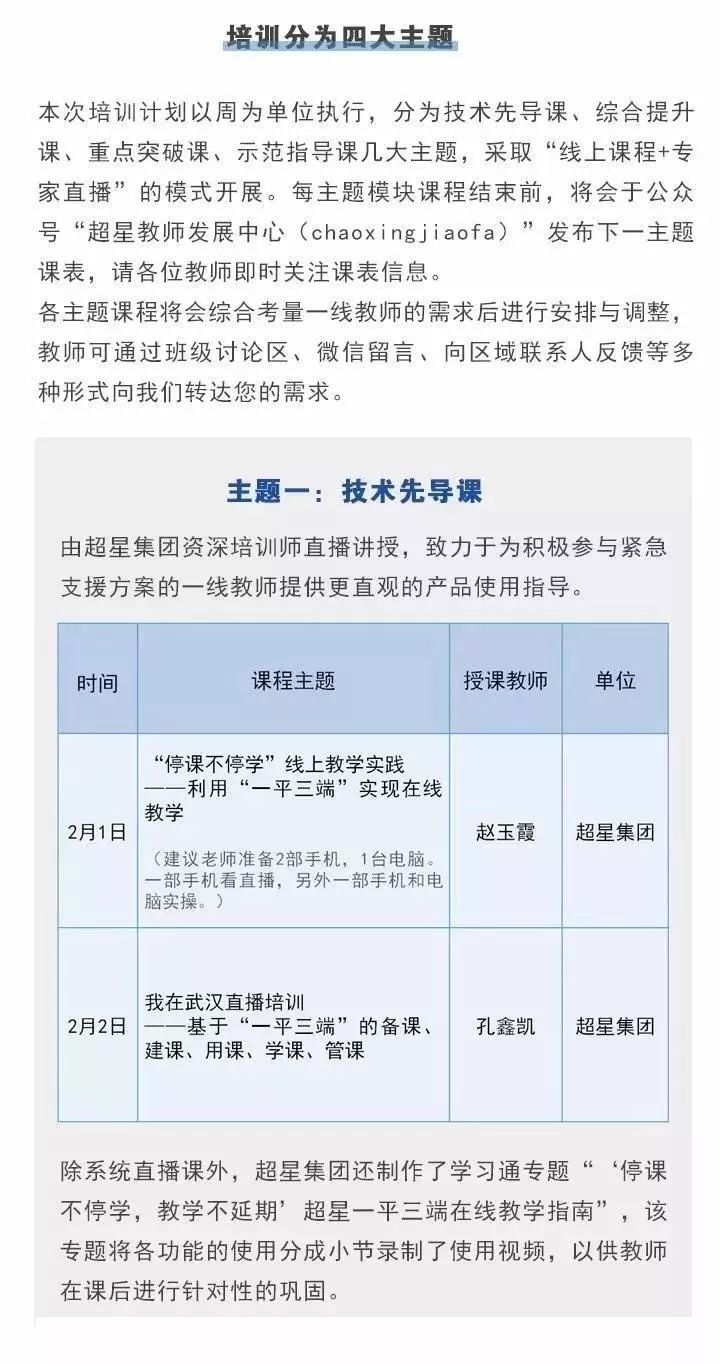 培训分为四大主题
本次培训计划以周为单位执行，分为技术先导课、综合提升
课、重点突破课、示范指导课几大主题，采取“线上课程+专
家直播”的模式开展。每主题模块课程结束前，将会于公众
号“超星教师发展中心（chaoxingjiaofa）”发布下一主题
课表，请各位教师即时关注课表信息。
各主题课程将会综合考量一线教师的需求后进行安排与调整，
教师可通过班级讨论区、微信留言、向区域联系人反馈等多
种形式向我们转达您的需求。
主题一：技术先导课
由超星集团资深培训师直播讲授，致力于为积极参与紧急
支援方案的一线教师提供更直观的产品使用指导。
时间 课程主题 授课教师 单位
“停课不停学”线上教学实践
——利用“一平三端”实现在线
教学
2月1日 赵玉霞 超星集团
（建议老师准备2部手机，1台电脑。
一部手机看直播，另外一部手机和电
脑实操。）
我在武汉直播培训
2月2日 ——基于“一平三端”的备课、 孔鑫凯 超星集团
建课、用课、学课、管课
除系统直播课外，超星集团还制作了学习通专题“‘停课
不停学，教学不延期’超星一平三端在线教学指南”，该
专题将各功能的使用分成小节录制了使用视频，以供教师
在课后进行针对性的巩固。